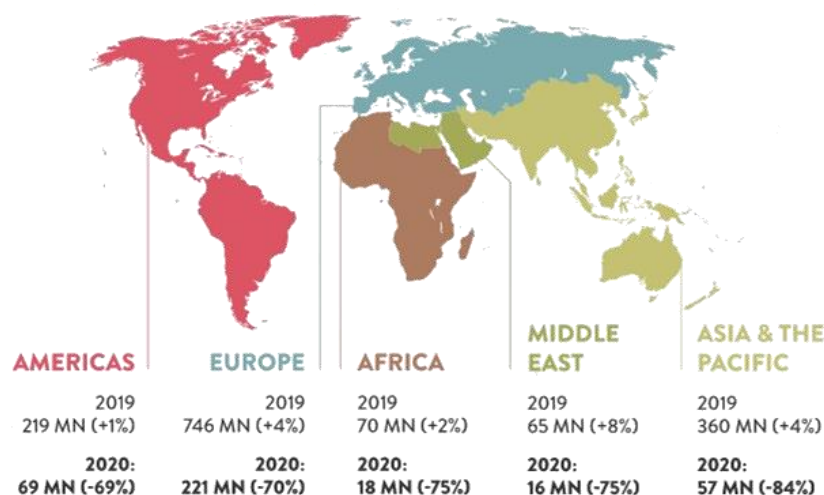 AMERICAS
2019
219 MN (+1%)
2020:
69 MN (-69%)
EUROPE
2019
746 MN (+4%)
2020:
221 MN (-70%)
AFRICA
2019
70 MN (+2%)
2020:
18 MN (-75%)
MIDDLE
EAST
2019
65 MN (+8%)
2020:
16 MN (-75%)
ASIA & THE
PACIFIC
2019
360 MN (+4%)
2020:
57 MN (-84%)